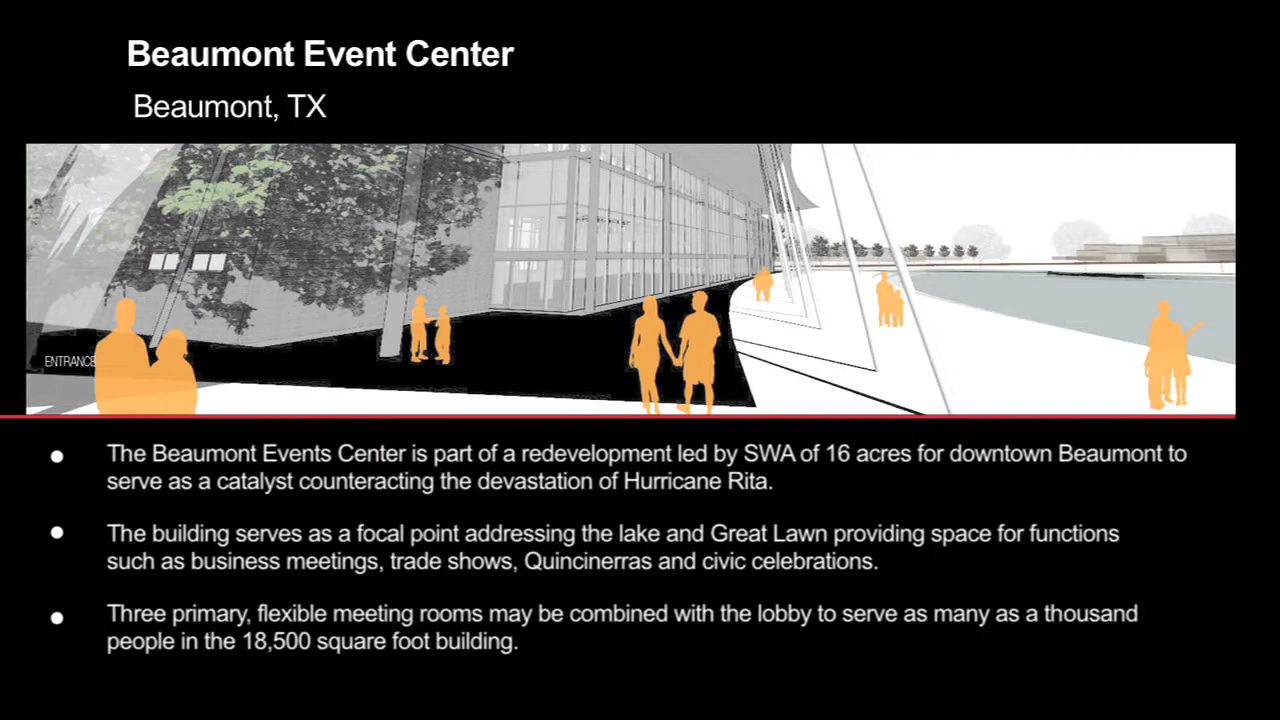 Beaumont Event Center
Beaumont, TX
ENTRANCE
The Beaumont Events Center is part of a redevelopment led by SWA of 16 acres for downtown Beaumont to
serve as a catalyst counteracting the devastation of Hurricane Rita.
The building serves as a focal point addressing the lake and Great Lawn providing space for functions
such as business meetings, trade shows, Quincinerras and civic celebrations.
Three primary, flexible meeting rooms may be combined with the lobby to serve as many as a thousand
people in the 18,500 square foot building.